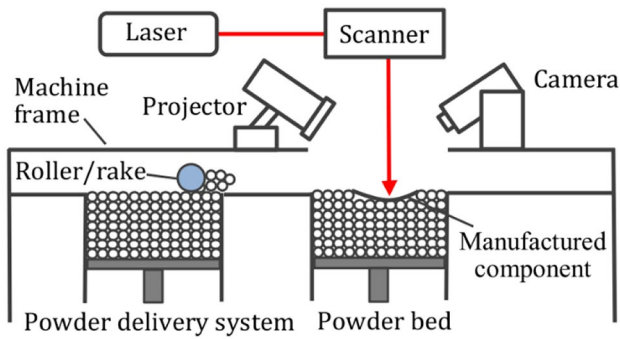 Laser
Scanner
Machine
frame
Projector
Camera
Roller/rake
Manufactured
component
Powder delivery system
Powder bed